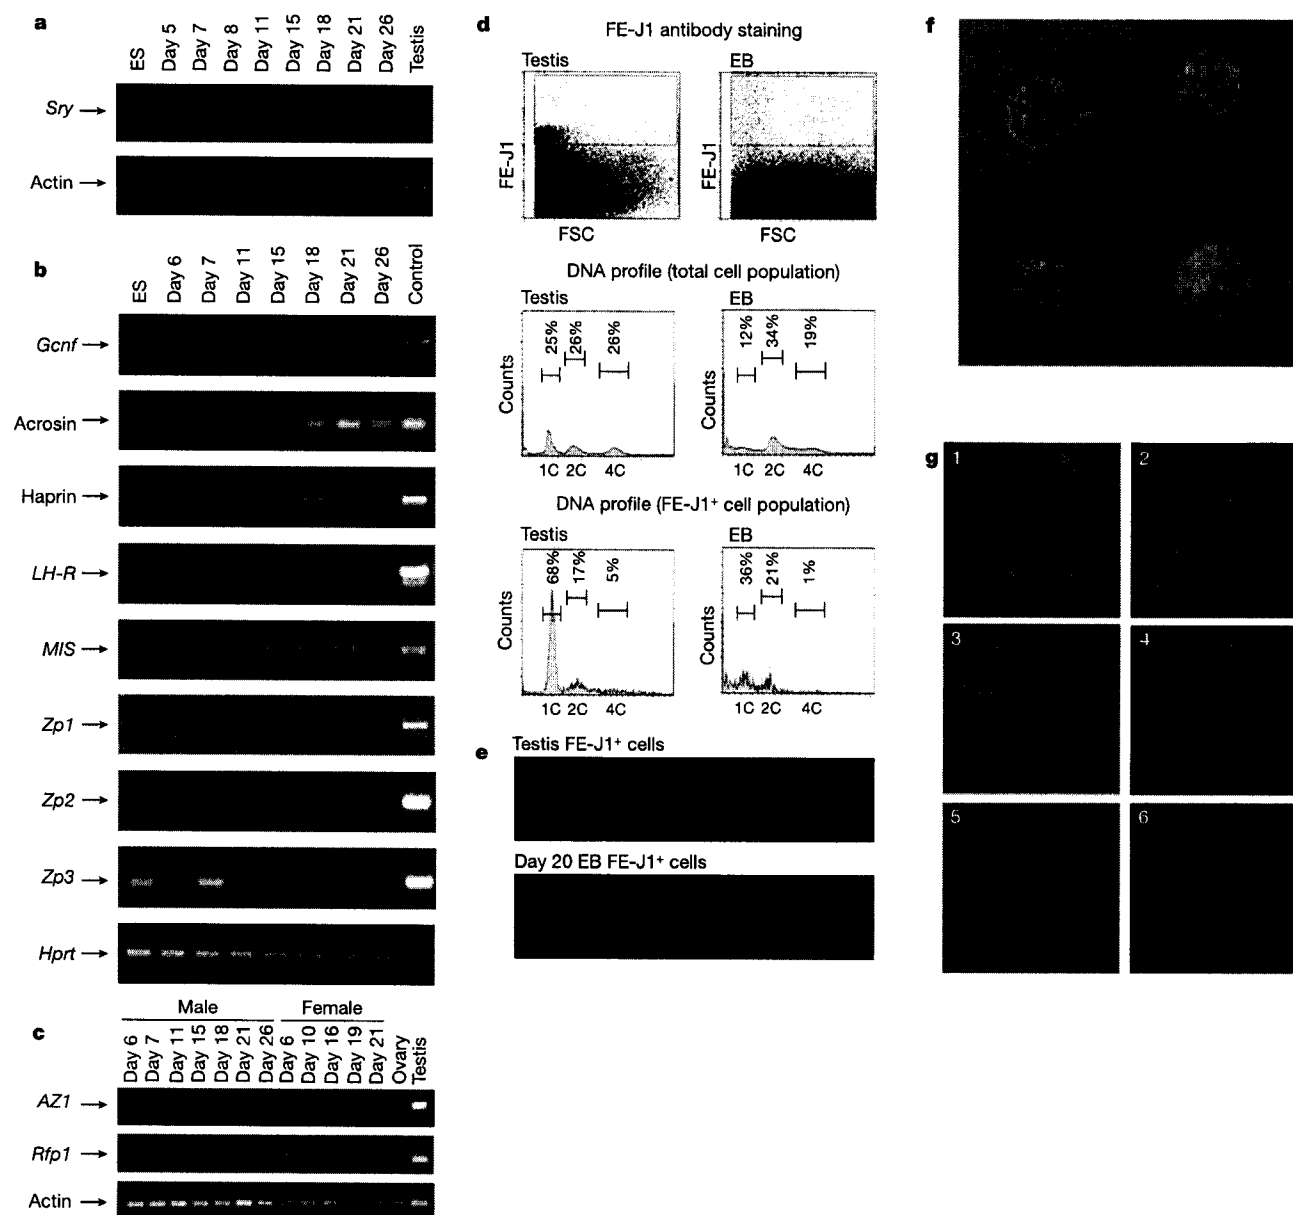 a
ES Day 5 Day 7 Day 8 Day 11 Day 15 Day 18 Day 21 Day 26 Testis
Sry
Actin
b
ES Day 6 Day 7 Day 11 Day 15 Day 18 Day 21 Day 26 Control
Gcnf
Acrosin
Haprin
LH-R
MIS
Zp1
Zp2
Zp3
Hprt
c
Male Female
Day 6 Day 7 Day 11 Day 15 Day 18 Day 21 Day 26 Day 6 Day 10 Day 16 Day 19 Day 21 Ovary Testis
AZ1
Rfp1
Actin
d
FE-J1 antibody staining
Testis EB
FE-J1 FE-J1
FSC FSC
DNA profile (total cell population)
Testis EB
25% 26% 26% 12% 34% 19%
Counts Counts
1C 2C 4C 1C 2C 4C
DNA profile (FE-J1+ cell population)
Testis EB
68% 17% 5% 36% 21% 1%
Counts Counts
1C 2C 4C 1C 2C 4C
e
Testis FE-J1+ cells
Day 20 EB FE-J1+ cells
f
g
1 2
3 4
5 6